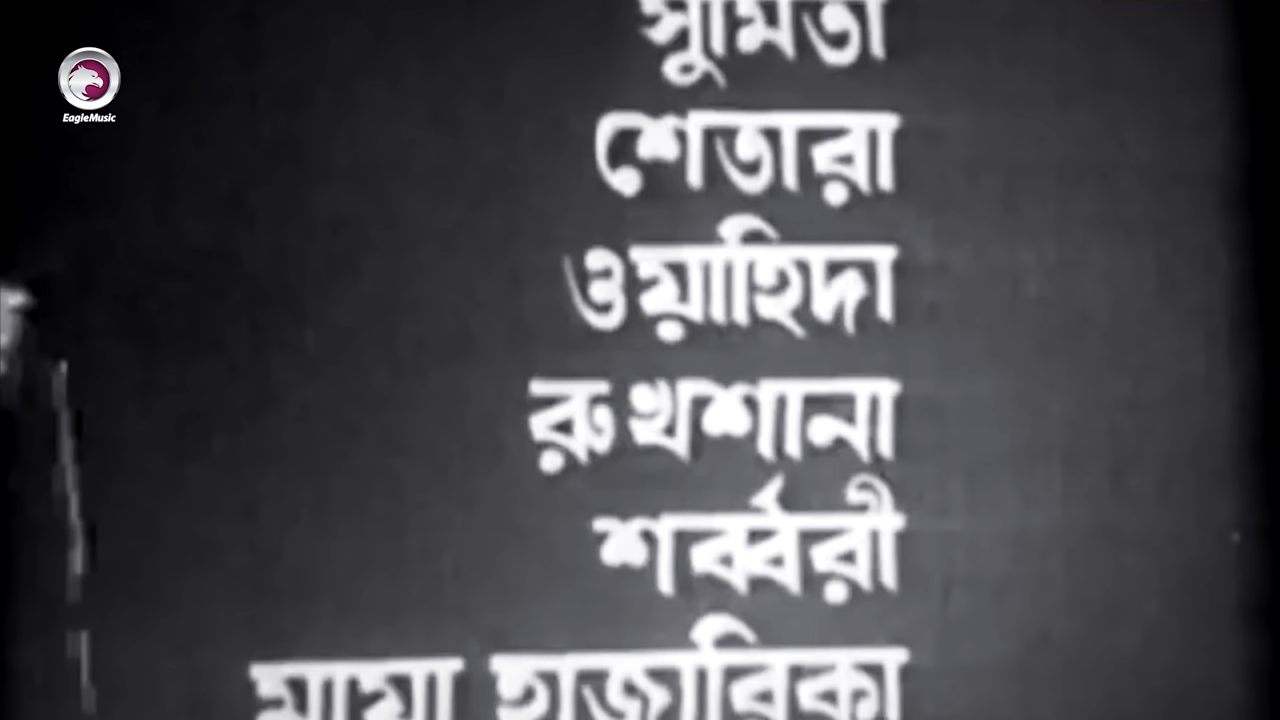 EagleMusic
সুমিতা
শেতারা
ওয়াহিদা
রুখশানা
শর্ব্বরী
মায়া হাজারিকা